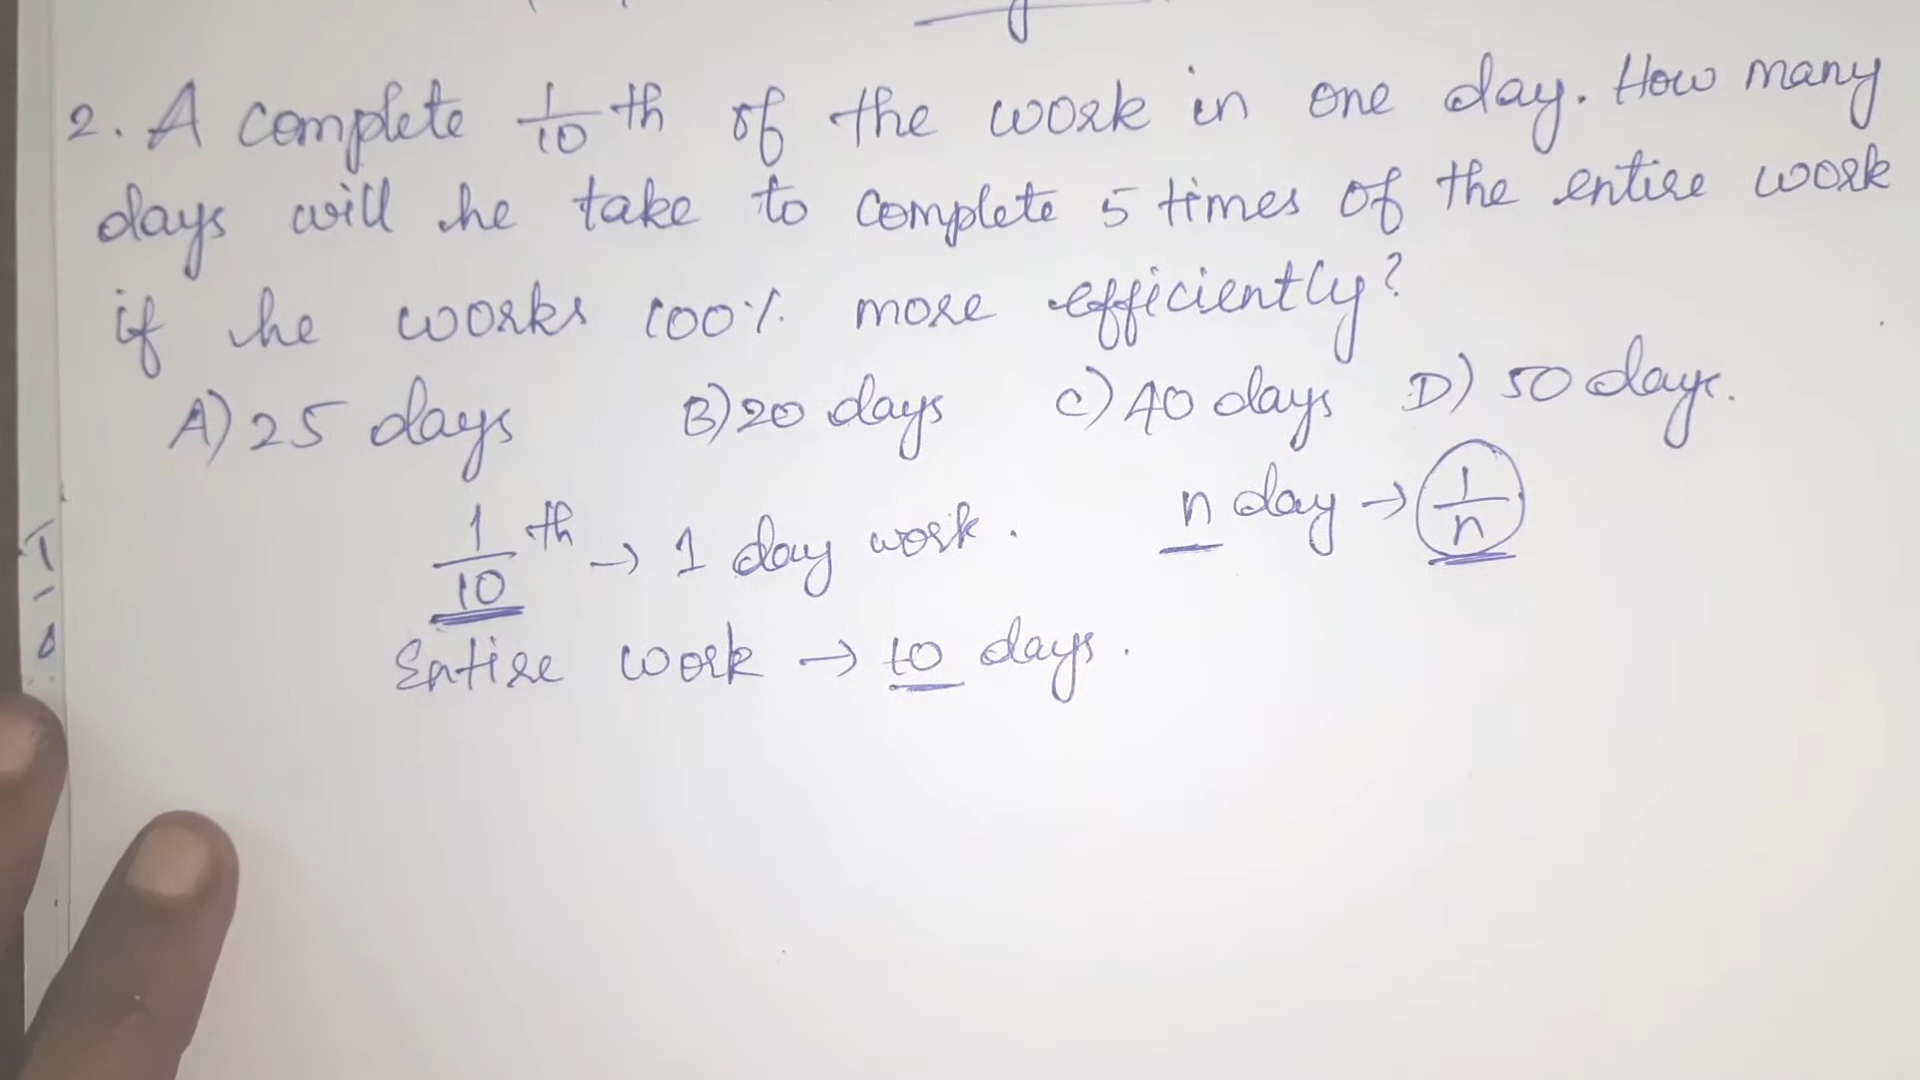 2. A complete 1/10 th of the work in one day. How many
days will he take to complete 5 times of the entire work
if he works 100% more efficiently?
A) 25 days B) 20 days C) 40 days D) 50 days.
1/10 th → 1 day work. n day → 1/n
Entire work → 10 days.